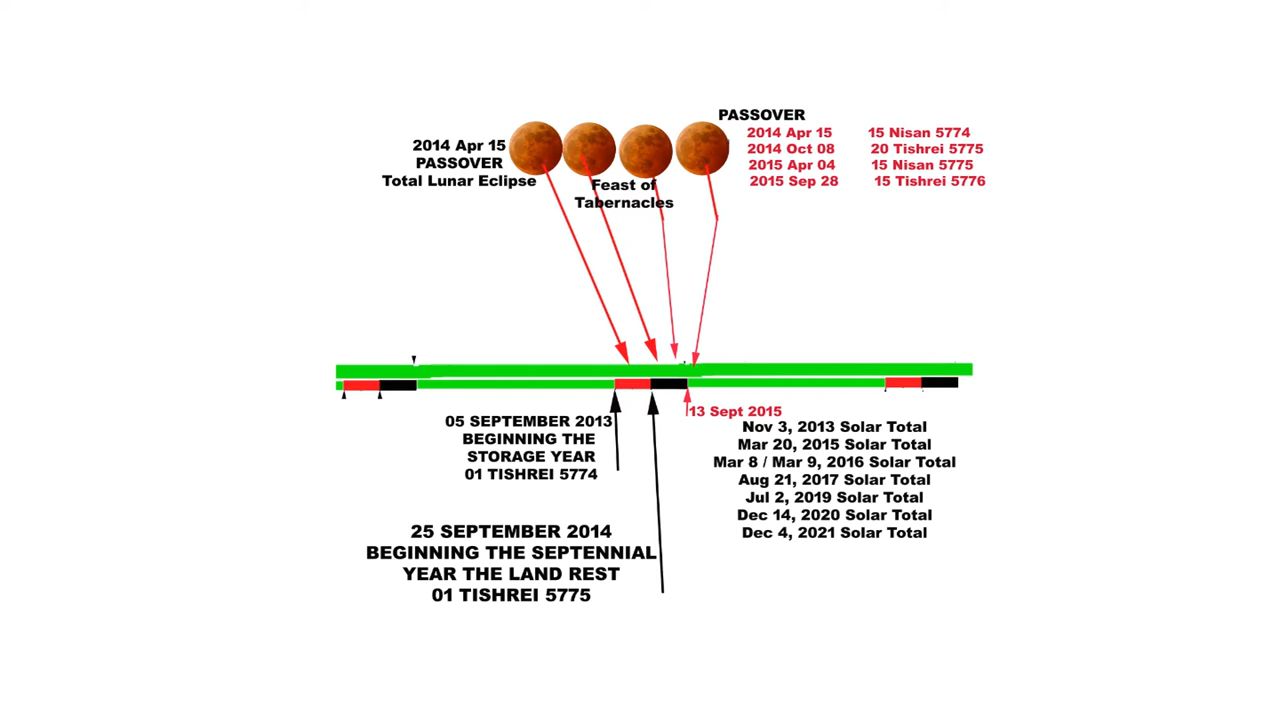 PASSOVER
2014 Apr 15 15 Nisan 5774
2014 Oct 08 20 Tishrei 5775
2015 Apr 04 15 Nisan 5775
2015 Sep 28 15 Tishrei 5776
2014 Apr 15
PASSOVER
Total Lunar Eclipse
Feast of
Tabernacles
05 SEPTEMBER 2013
BEGINNING THE
STORAGE YEAR
01 TISHREI 5774
25 SEPTEMBER 2014
BEGINNING THE SEPTENNIAL
YEAR THE LAND REST
01 TISHREI 5775
13 Sept 2015
Nov 3, 2013 Solar Total
Mar 20, 2015 Solar Total
Mar 8 / Mar 9, 2016 Solar Total
Aug 21, 2017 Solar Total
Jul 2, 2019 Solar Total
Dec 14, 2020 Solar Total
Dec 4, 2021 Solar Total